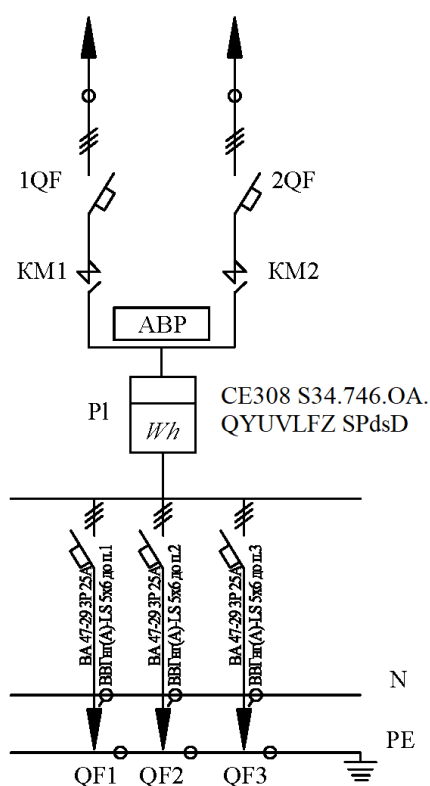 1QF
2QF
КМ1
КМ2
АВР
P1
Wh
CE308 S34.746.OA.
QYUVLFZ SPdsD
ВА 47-29 3Р 25А
ВВГнг(А)-LS 5х6 до п.1
ВА 47-29 3Р 25А
ВВГнг(А)-LS 5х6 до п.2
ВА 47-29 3Р 25А
ВВГнг(А)-LS 5х6 до п.3
N
PE
QF1
QF2
QF3